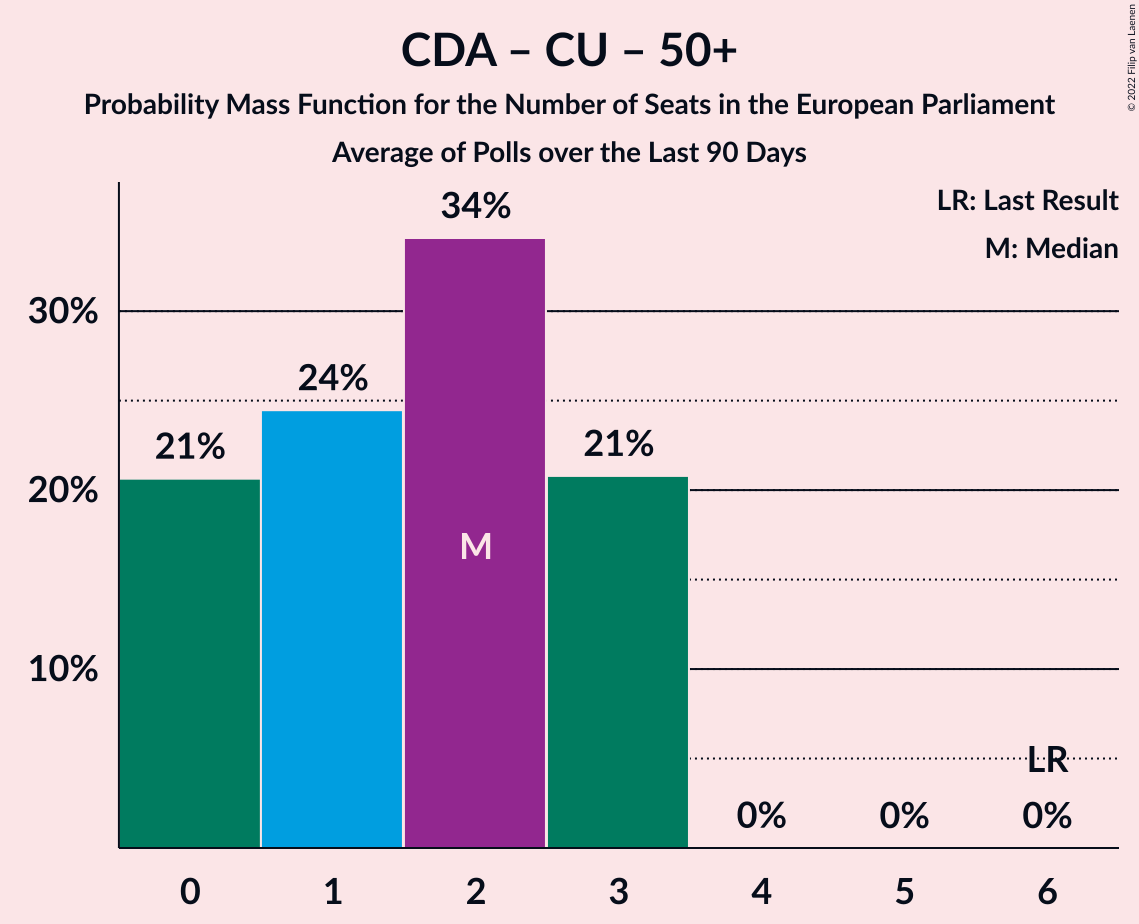 CDA – CU – 50+
Probability Mass Function for the Number of Seats in the European Parliament
Average of Polls over the Last 90 Days
© 2022 Filip van Laenen
LR: Last Result
M: Median
34%
30%
24%
21%
21%
20%
M
10%
LR
0%
0%
0%
0
1
2
3
4
5
6